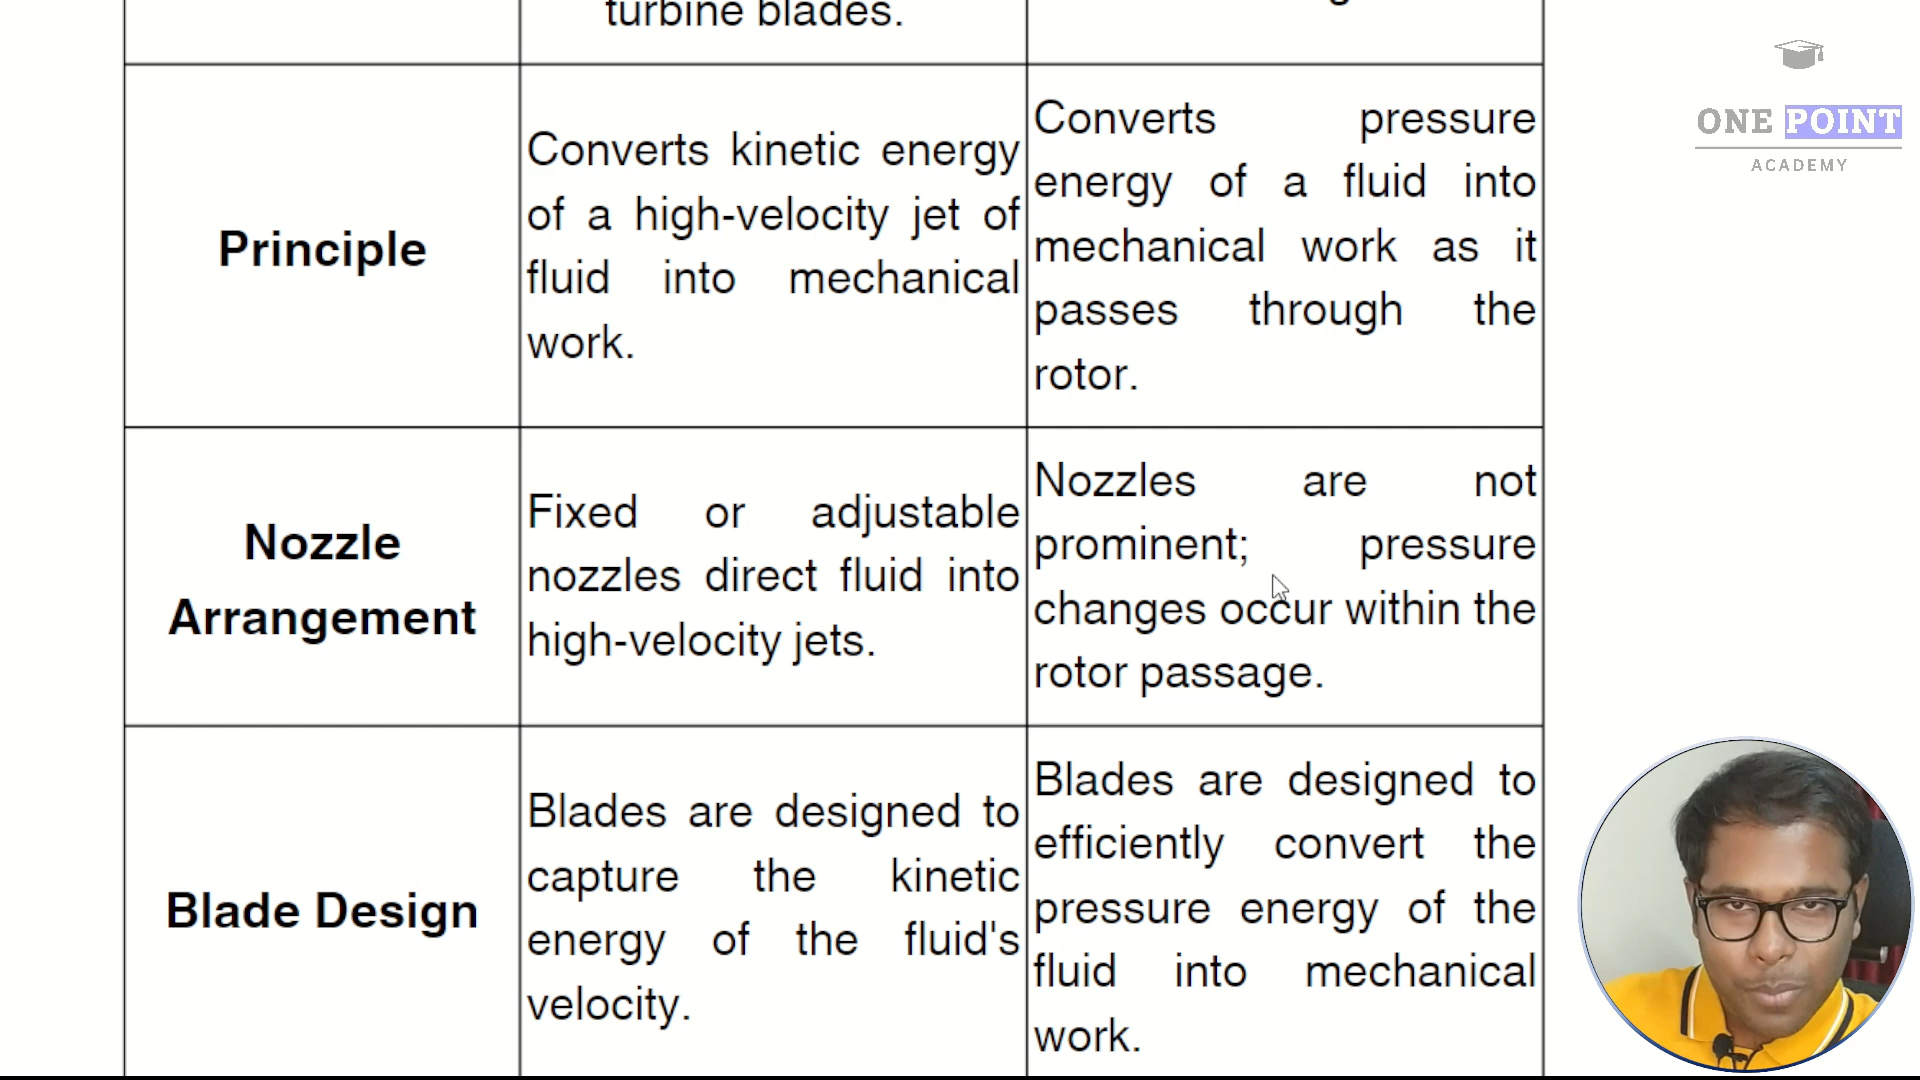 turbine blades.
Principle
Converts kinetic energy
of a high-velocity jet of
fluid into mechanical
work.
Converts pressure
energy of a fluid into
mechanical work as it
passes through the
rotor.
Nozzle
Arrangement
Fixed or adjustable
nozzles direct fluid into
high-velocity jets.
Nozzles are not
prominent; pressure
changes occur within the
rotor passage.
Blade Design
Blades are designed to
capture the kinetic
energy of the fluid's
velocity.
Blades are designed to
efficiently convert the
pressure energy of the
fluid into mechanical
work.
ONE POINT
ACADEMY